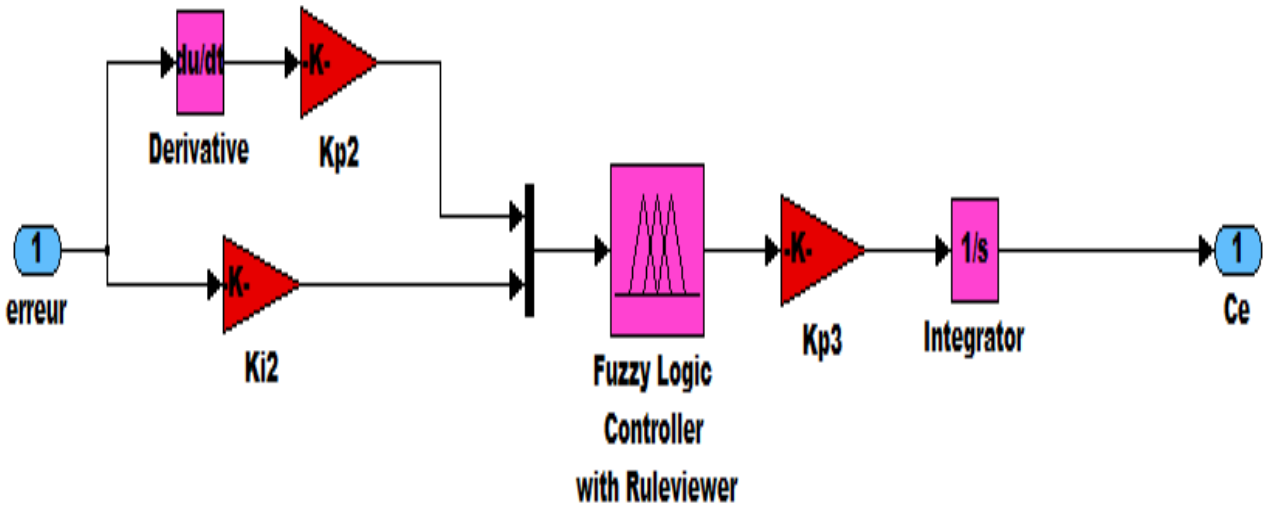 du/dt
-K-
Derivative
Kp2
1
erreur
-K-
Ki2
Fuzzy Logic
Controller
with Ruleviewer
-K-
Kp3
1/s
Integrator
1
Ce